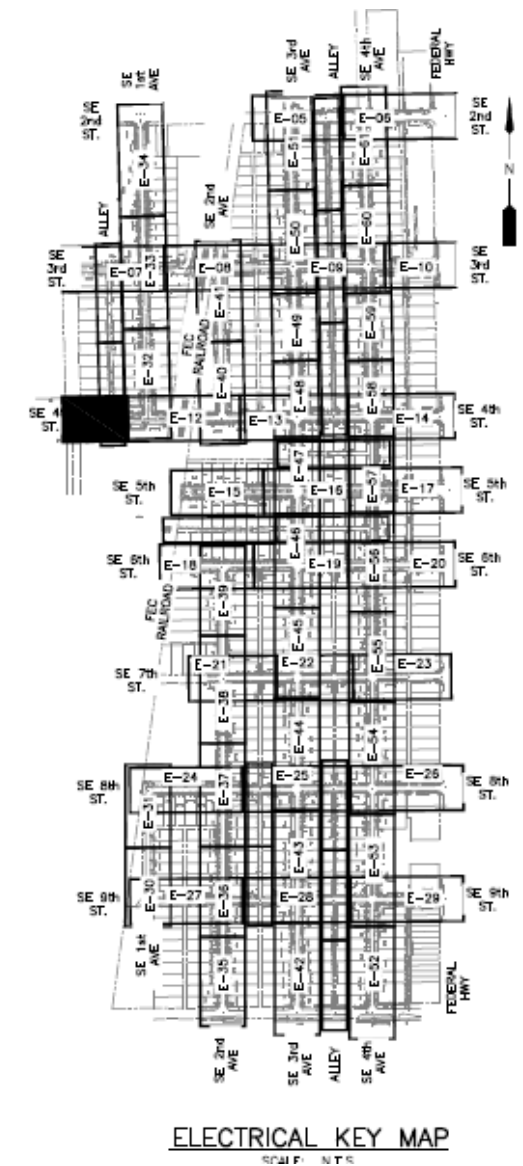 SE 1st AVE
SE 3rd AVE
ALLEY
SE 4th AVE
FEDERAL HWY
SE 2nd ST.
E-05
E-06
SE 2nd ST.
E-51
E-61
E-34
N
SE 2nd AVE
ALLEY
E-50
E-60
SE 3rd ST.
E-07
E-33
E-08
E-09
E-10
SE 3rd ST.
E-41
E-49
E-59
FEC RAILROAD
E-32
E-40
E-48
E-58
SE 4
ST.
E-12
E-13
E-14
SE 4th ST.
E-47
E-57
SE 5th ST.
E-15
E-16
E-17
SE 5th ST.
E-46
E-56
SE 6th ST.
E-18
E-19
E-20
SE 6th ST.
FEC RAILROAD
E-39
E-45
E-55
SE 7th ST.
E-21
E-22
E-23
E-38
E-44
E-54
SE 8th ST.
E-24
E-25
E-26
SE 8th ST.
E-31
E-37
E-43
E-53
SE 9th ST.
E-30
E-27
E-36
E-28
E-29
SE 9th ST.
SE 1st AVE
E-35
E-42
E-52
FEDERAL HWY
SE 2nd AVE
SE 3rd AVE
ALLEY
SE 4th AVE
ELECTRICAL KEY MAP
SCALE: N.T.S.